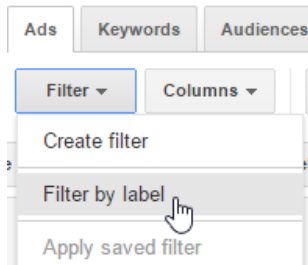 Ads Keywords Audiences
Filter Columns
Create filter
Filter by label
Apply saved filter